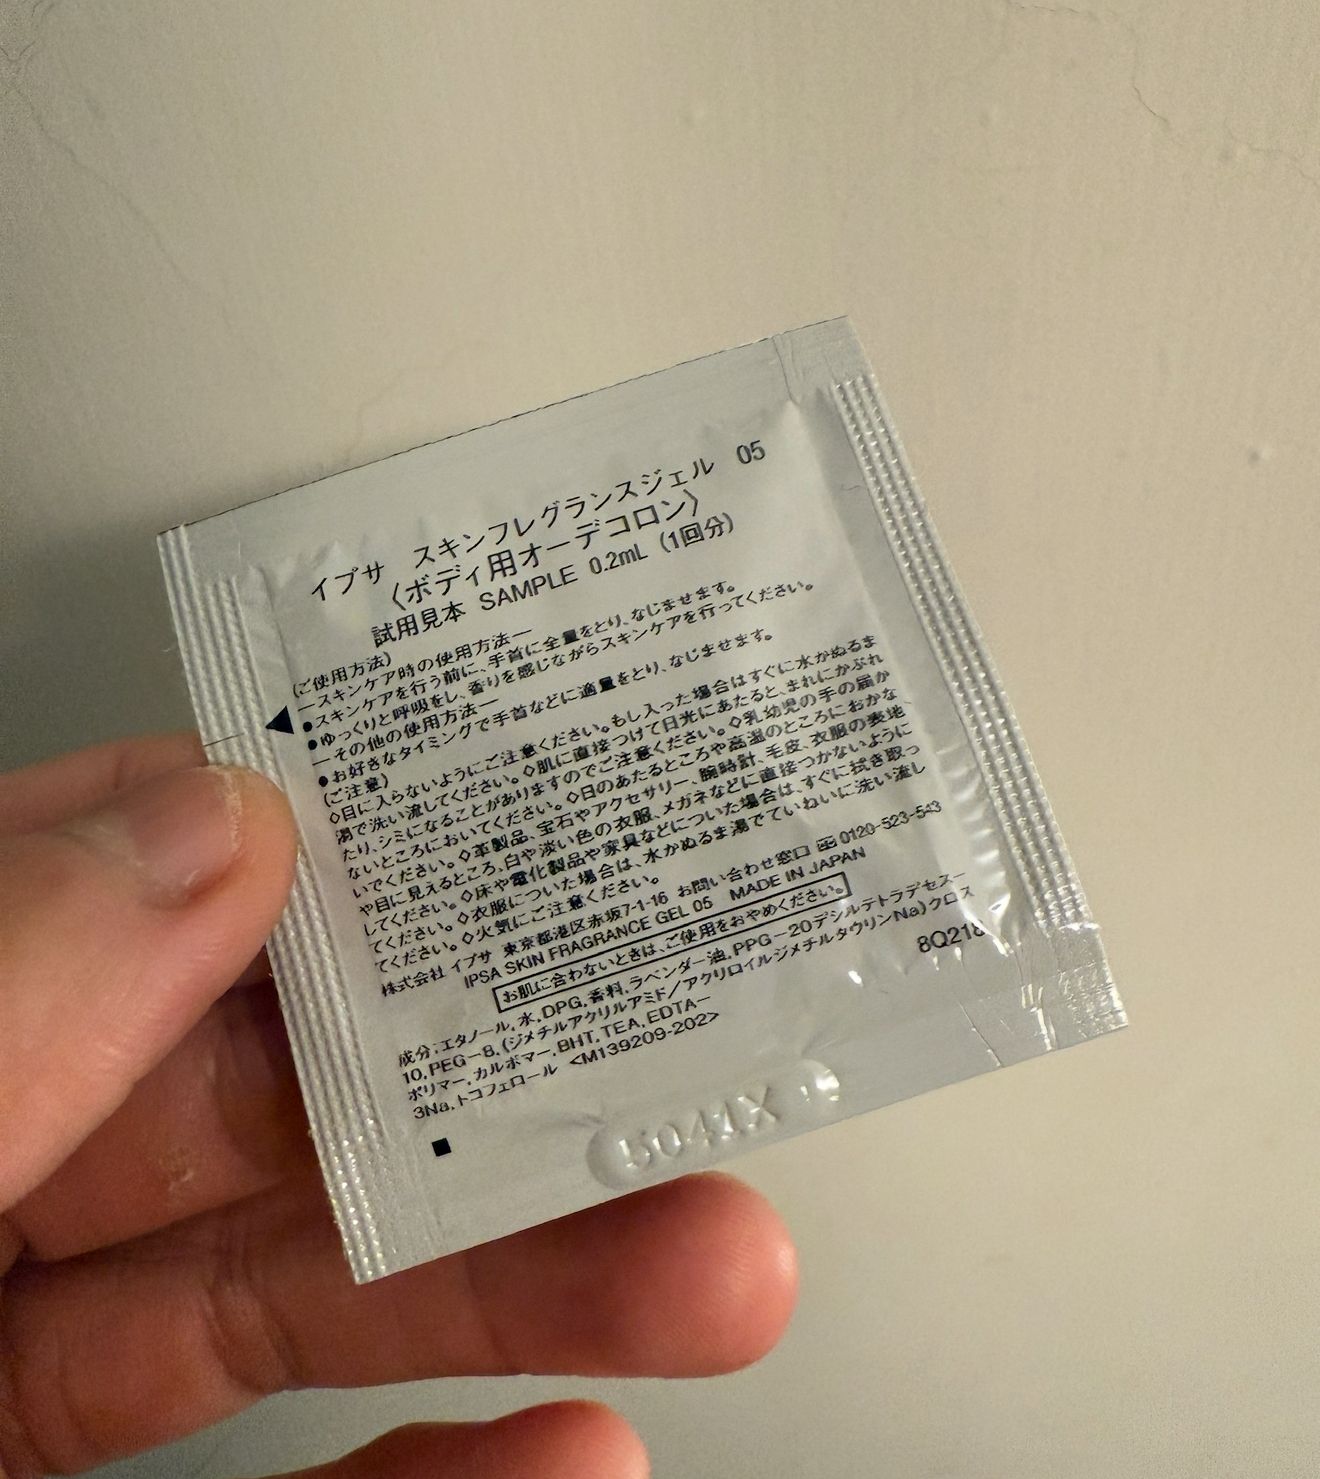 イプサ スキンフレグランスジェル 05
〈ボディ用オーデコロン〉
試用見本 SAMPLE 0.2mL (1回分)
(ご使用方法)
―スキンケア時の使用方法―
●スキンケアを行う前に、手首に全量をとり、なじませます。
●ゆっくりと呼吸をし、香りを感じながらスキンケアを行ってください。
―その他の使用方法―
●お好きなタイミングで手首などに適量をとり、なじませます。
(ご注意)
◇目に入らないようにご注意ください。もし入った場合はすぐに水かぬるま
湯で洗い流してください。◇肌に直接つけて日光にあたると、まれにかぶれ
たり、シミになることがありますのでご注意ください。◇乳幼児の手の届か
ないところにおいてください。◇日のあたるところや高温のところにおかな
いでください。◇革製品、宝石やアクセサリー、腕時計、毛皮、衣服の表地、
や目に見えるところ、白や淡い色の衣服、メガネなどに直接つかないように
してください。◇床や電化製品や家具などについた場合は、すぐに拭き取っ
てください。◇衣服についた場合は、水かぬるま湯でていねいに洗い流し
てください。◇火気にご注意ください。
株式会社 イプサ 東京都港区赤坂7-1-16 お問い合わせ窓口 0120-523-543
IPSA SKIN FRAGRANCE GEL 05 MADE IN JAPAN
お肌に合わないときは、ご使用をおやめください。
成分:エタノール,水,DPG,香料,ラベンダー油,PPG-20デシルテトラデセス-
10,PEG-8,(ジメチルアクリルアミド/アクリロイルジメチルタウリンNa)クロス
ポリマー,カルボマー,BHT,TEA,EDTA-
3Na,トコフェロール <M139209-202>
8Q218
5041X